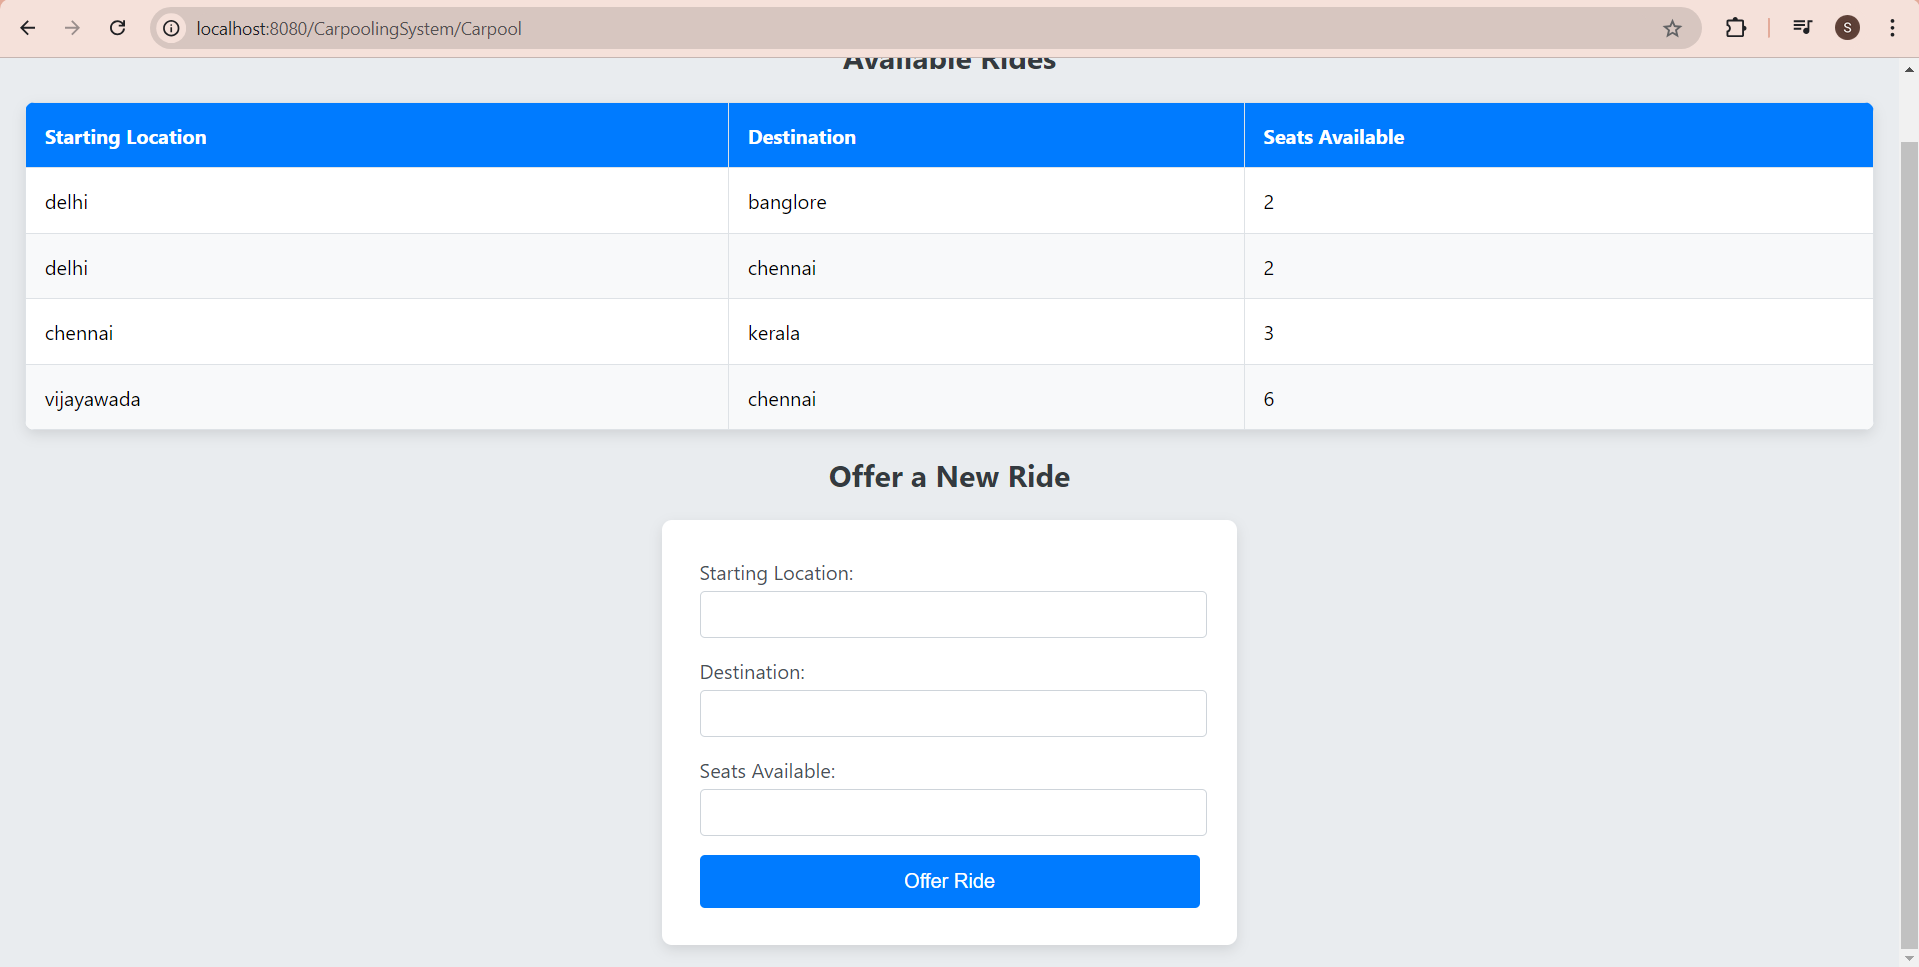 localhost:8080/CarpoolingSystem/Carpool
S
Available Rides
Starting Location Destination Seats Available
delhi banglore 2
delhi chennai 2
chennai kerala 3
vijayawada chennai 6
Offer a New Ride
Starting Location:
Destination:
Seats Available:
Offer Ride